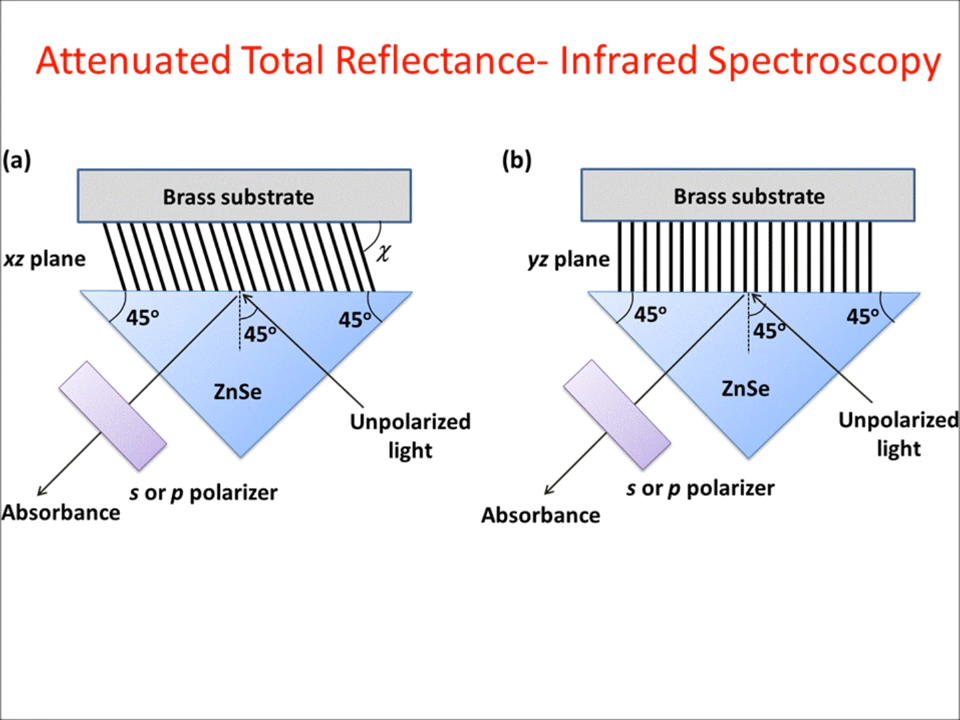 Attenuated Total Reflectance- Infrared Spectroscopy
(a)
Brass substrate
xz plane
χ
45°
45°
45°
ZnSe
Unpolarized
light
s or p polarizer
Absorbance
(b)
Brass substrate
yz plane
45°
45°
45°
ZnSe
Unpolarized
light
s or p polarizer
Absorbance